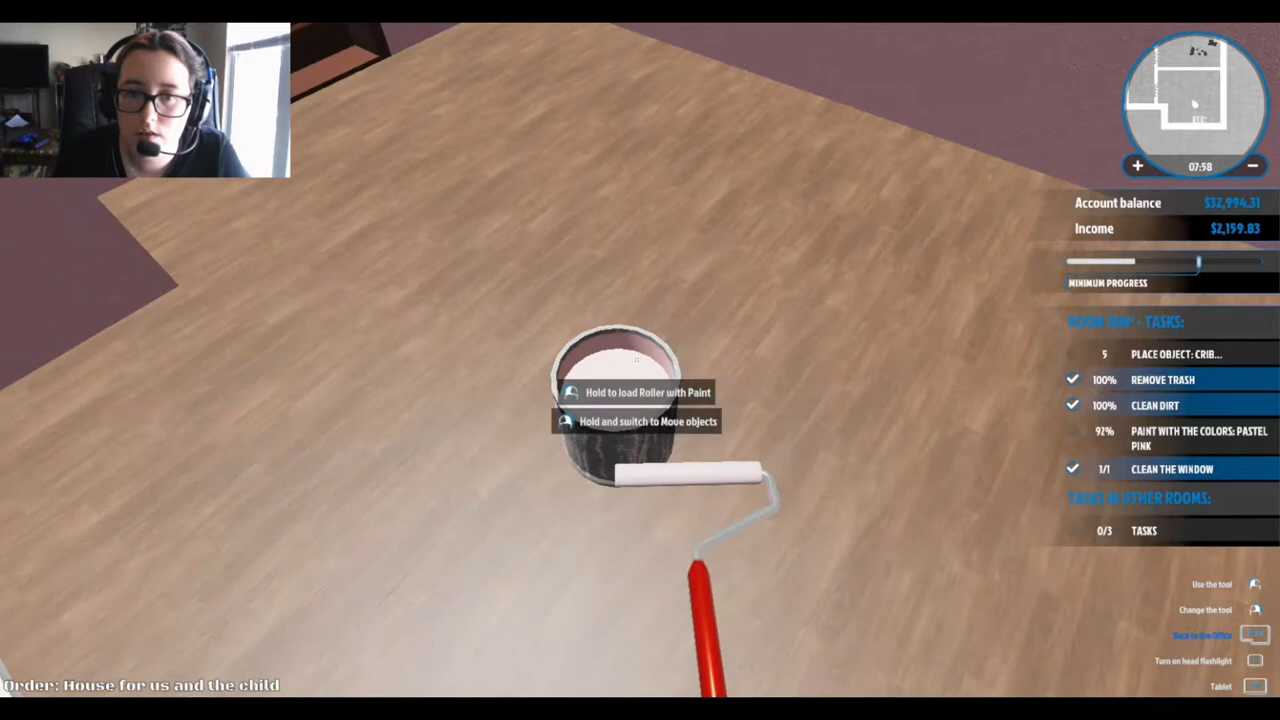 07:58
Account balance $32,994.31
Income $2,159.83
MINIMUM PROGRESS
TASKS:
5 PLACE OBJECT: CRIB...
100% REMOVE TRASH
100% CLEAN DIRT
92% PAINT WITH THE COLORS: PASTEL
PINK
1/1 CLEAN THE WINDOW
TASKS IN OTHER ROOMS:
0/3 TASKS
Hold to load Roller with Paint
Hold and switch to Move objects
Use the tool
Change the tool
Back to the Office
Turn on head flashlight
Tablet
Order: House for us and the child